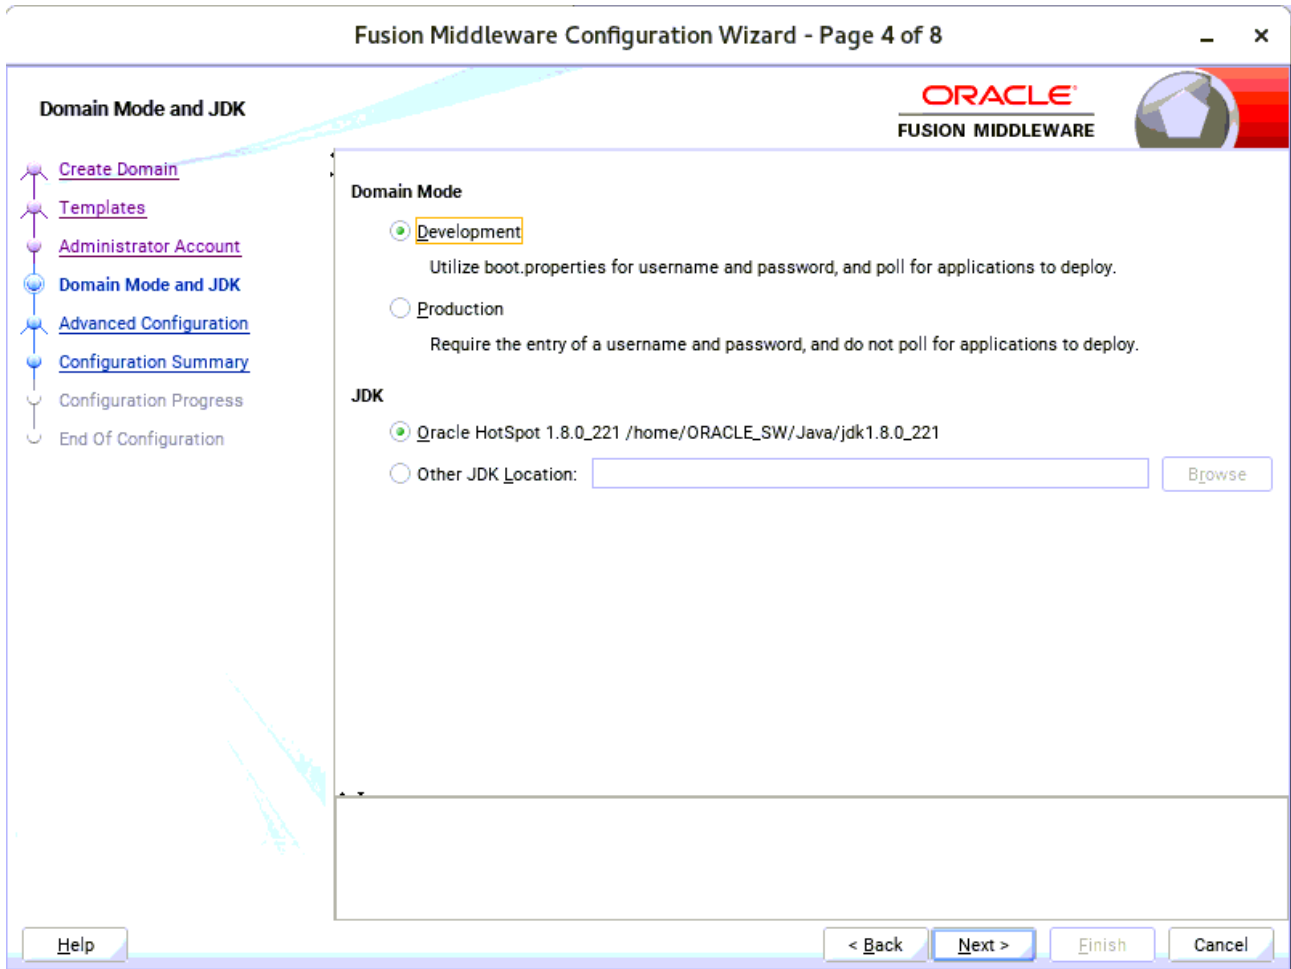 Fusion Middleware Configuration Wizard - Page 4 of 8
Domain Mode and JDK
ORACLE
FUSION MIDDLEWARE
Create Domain
Templates
Administrator Account
Domain Mode and JDK
Advanced Configuration
Configuration Summary
Configuration Progress
End Of Configuration
Domain Mode
Development
Utilize boot.properties for username and password, and poll for applications to deploy.
Production
Require the entry of a username and password, and do not poll for applications to deploy.
JDK
Oracle HotSpot 1.8.0_221 /home/ORACLE_SW/Java/jdk1.8.0_221
Other JDK Location: Browse
Help < Back Next > Finish Cancel